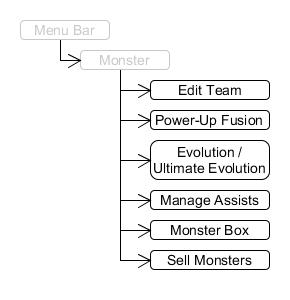 Menu Bar
Monster
Edit Team
Power-Up Fusion
Evolution /
Ultimate Evolution
Manage Assists
Monster Box
Sell Monsters